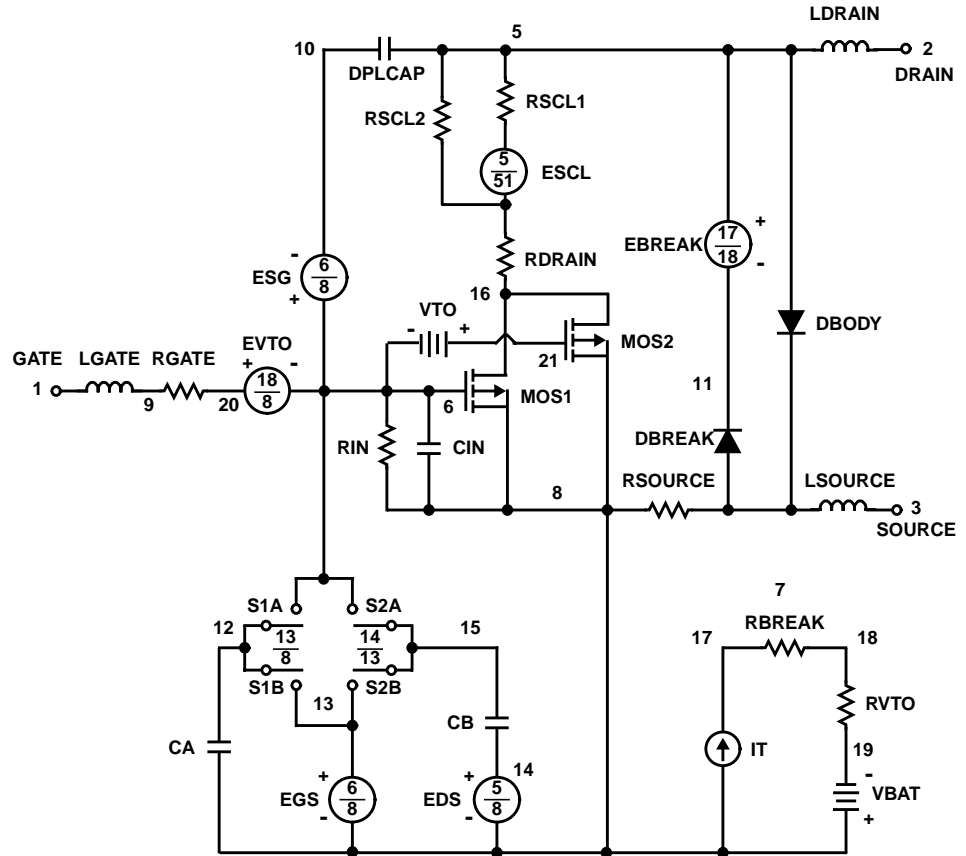 LDRAIN
10
5
2
DPLCAP
DRAIN
RSCL2
RSCL1
5
51
ESCL
RDRAIN
EBREAK
17
18
+
-
-
ESG
6
8
+
16
VTO
-
+
DBODY
MOS2
21
GATE
LGATE
RGATE
EVTO
+
-
1
9
20
18
8
6
MOS1
11
RIN
CIN
DBREAK
8
RSOURCE
LSOURCE
3
SOURCE
S1A
S2A
12
13
8
14
13
15
S1B
S2B
13
7
RBREAK
17
18
RVTO
CA
CB
14
IT
19
+
EGS
6
8
-
+
EDS
5
8
-
-
VBAT
+